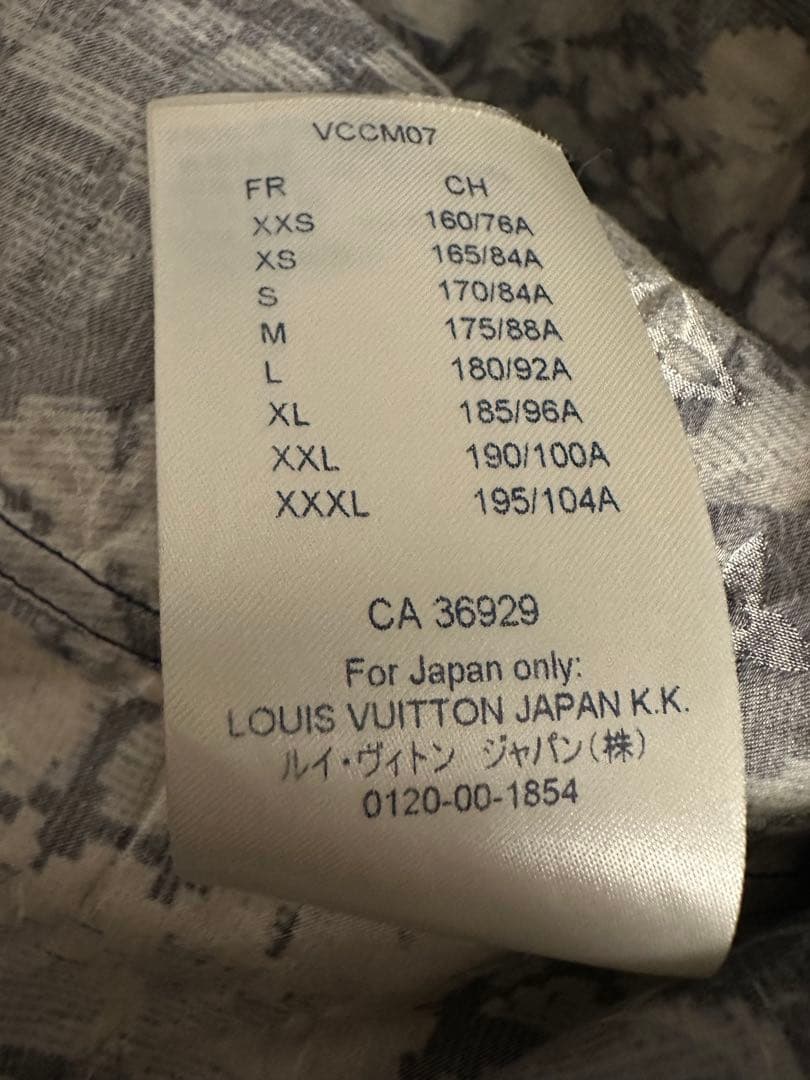 VCCM07
FR CH
XXS 160/76A
XS 165/84A
S 170/84A
M 175/88A
L 180/92A
XL 185/96A
XXL 190/100A
XXXL 195/104A
CA 36929
For Japan only:
LOUIS VUITTON JAPAN K.K.
ルイ・ヴィトン ジャパン(株)
0120-00-1854